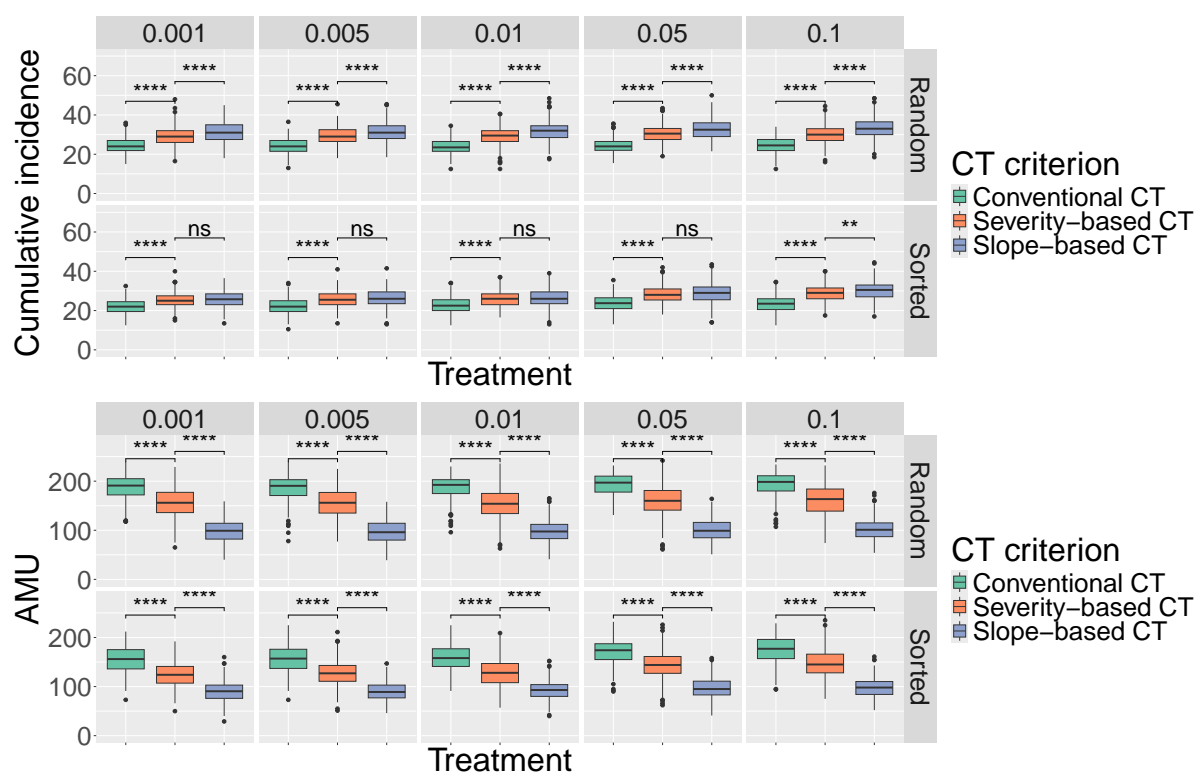 0.001 0.005 0.01 0.05 0.1
Cumulative incidence
60
40
20
0
**** **** **** **** **** **** **** **** **** ****
Random
60
40
20
0
**** ns **** ns **** ns **** ns **** **
Sorted
Treatment
CT criterion
Conventional CT
Severity−based CT
Slope−based CT
0.001 0.005 0.01 0.05 0.1
AMU
200
100
0
**** **** **** **** **** **** **** **** **** ****
Random
200
100
0
**** **** **** **** **** **** **** **** **** ****
Sorted
Treatment
CT criterion
Conventional CT
Severity−based CT
Slope−based CT